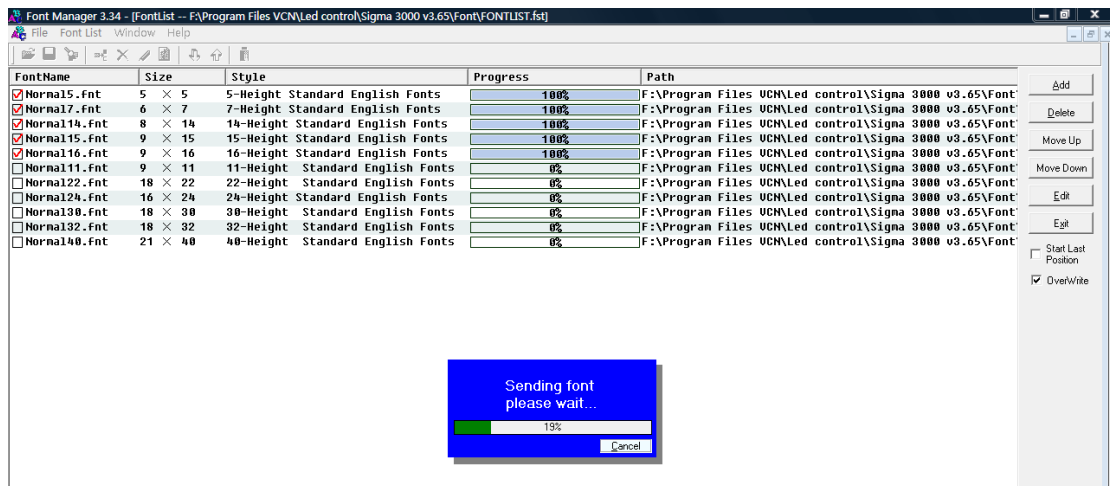 Font Manager 3.34 - [FontList -- F:\Program Files VCN\Led control\Sigma 3000 v3.65\Font\FONTLIST.fst]
File Font List Window Help
FontName Size Style Progress Path
Normal5.fnt 5 × 5 5-Height Standard English Fonts 100% F:\Program Files VCN\Led control\Sigma 3000 v3.65\Font\
Normal7.fnt 6 × 7 7-Height Standard English Fonts 100% F:\Program Files VCN\Led control\Sigma 3000 v3.65\Font\
Normal14.fnt 8 × 14 14-Height Standard English Fonts 100% F:\Program Files VCN\Led control\Sigma 3000 v3.65\Font\
Normal15.fnt 9 × 15 15-Height Standard English Fonts 100% F:\Program Files VCN\Led control\Sigma 3000 v3.65\Font\
Normal16.fnt 9 × 16 16-Height Standard English Fonts 100% F:\Program Files VCN\Led control\Sigma 3000 v3.65\Font\
Normal11.fnt 9 × 11 11-Height Standard English Fonts 0% F:\Program Files VCN\Led control\Sigma 3000 v3.65\Font\
Normal22.fnt 18 × 22 22-Height Standard English Fonts 0% F:\Program Files VCN\Led control\Sigma 3000 v3.65\Font\
Normal24.fnt 16 × 24 24-Height Standard English Fonts 0% F:\Program Files VCN\Led control\Sigma 3000 v3.65\Font\
Normal30.fnt 18 × 30 30-Height Standard English Fonts 0% F:\Program Files VCN\Led control\Sigma 3000 v3.65\Font\
Normal32.fnt 18 × 32 32-Height Standard English Fonts 0% F:\Program Files VCN\Led control\Sigma 3000 v3.65\Font\
Normal40.fnt 21 × 40 40-Height Standard English Fonts 0% F:\Program Files VCN\Led control\Sigma 3000 v3.65\Font\
Add
Delete
Move Up
Move Down
Edit
Exit
Start Last
Position
OverWrite
Sending font
please wait...
19%
Cancel